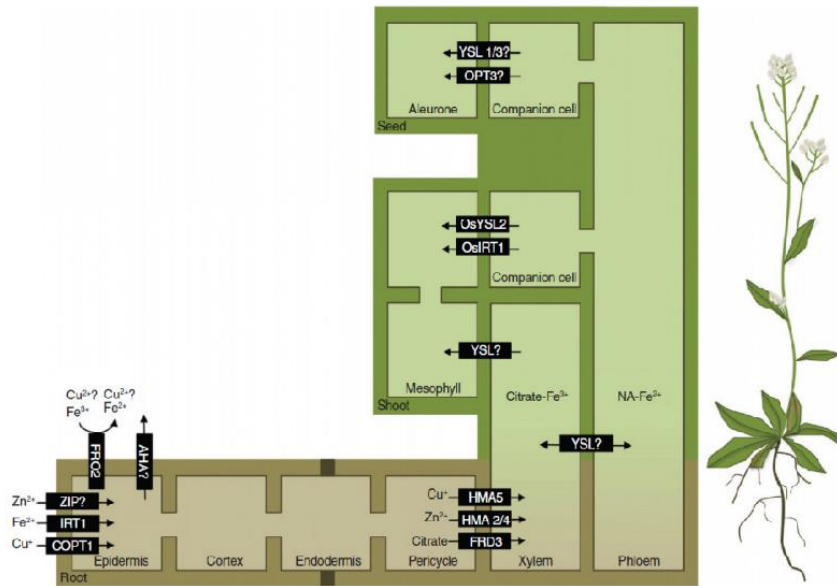 YSL 1/3?
OPT3?
Aleurone
Companion cell
Seed
OsYSL2
OsIRT1
Companion cell
YSL?
Mesophyll
Citrate-Fe³⁺
NA-Fe²⁺
Shoot
Cu²⁺? Cu²⁺?
Fe³⁺ Fe²⁺
FRO2
AHA?
YSL?
Zn²⁺ ZIP?
Fe²⁺ IRT1
Cu⁺ COPT1
Cu⁺ HMA5
Zn²⁺ HMA 2/4
Citrate FRD3
Epidermis Cortex Endodermis Pericycle Xylem Phloem
Root